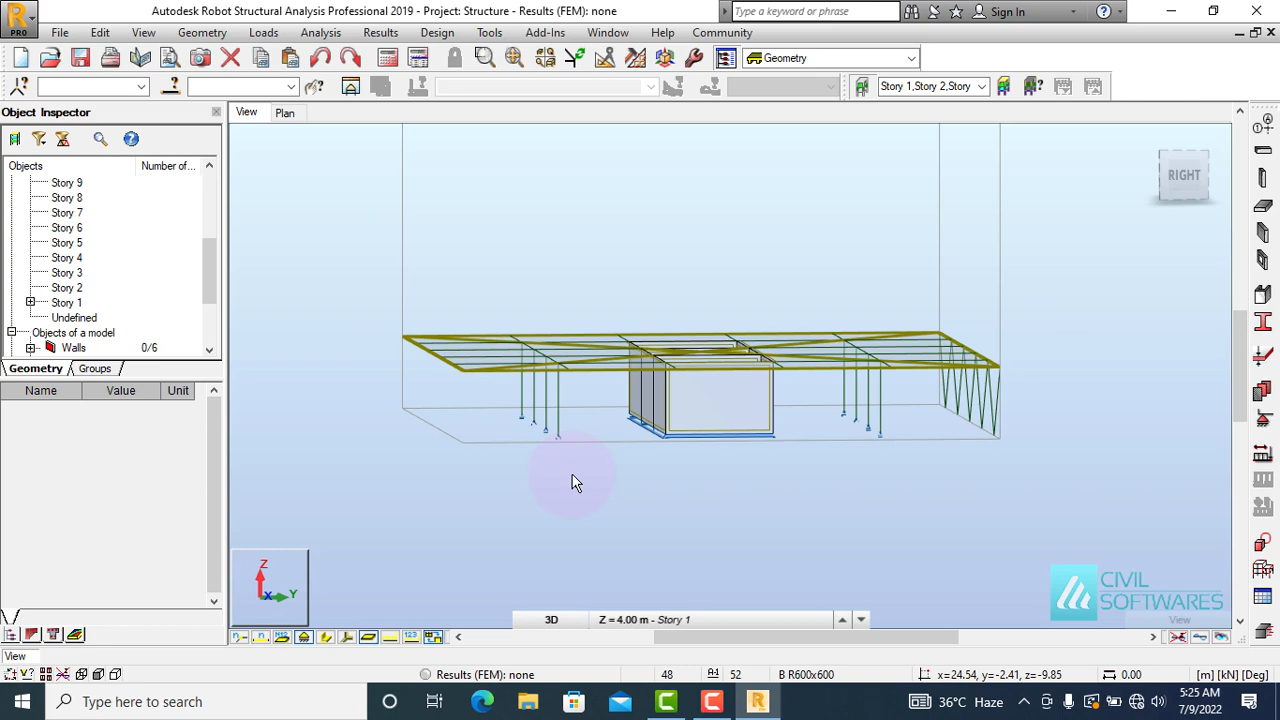 Autodesk Robot Structural Analysis Professional 2019 - Project: Structure - Results (FEM): none
Type a keyword or phrase
Sign In
PRO
File Edit View Geometry Loads Analysis Results Design Tools Add-Ins Window Help Community
Geometry
Story 1,Story 2,Story
Object Inspector
View Plan
Objects Number of...
Story 9
Story 8
Story 7
Story 6
Story 5
Story 4
Story 3
Story 2
Story 1
Undefined
Objects of a model
Walls 0/6
Geometry Groups
Name Value Unit
RIGHT
Z
X
Y
CIVIL
SOFTWARES
View
3D Z = 4.00 m - Story 1
View
Results (FEM): none 48 52 B R600x600 x=24.54, y=-2.41, z=-9.85 0.00 [m] [kN] [Deg]
Type here to search
36°C Haze
5:25 AM
7/9/2022